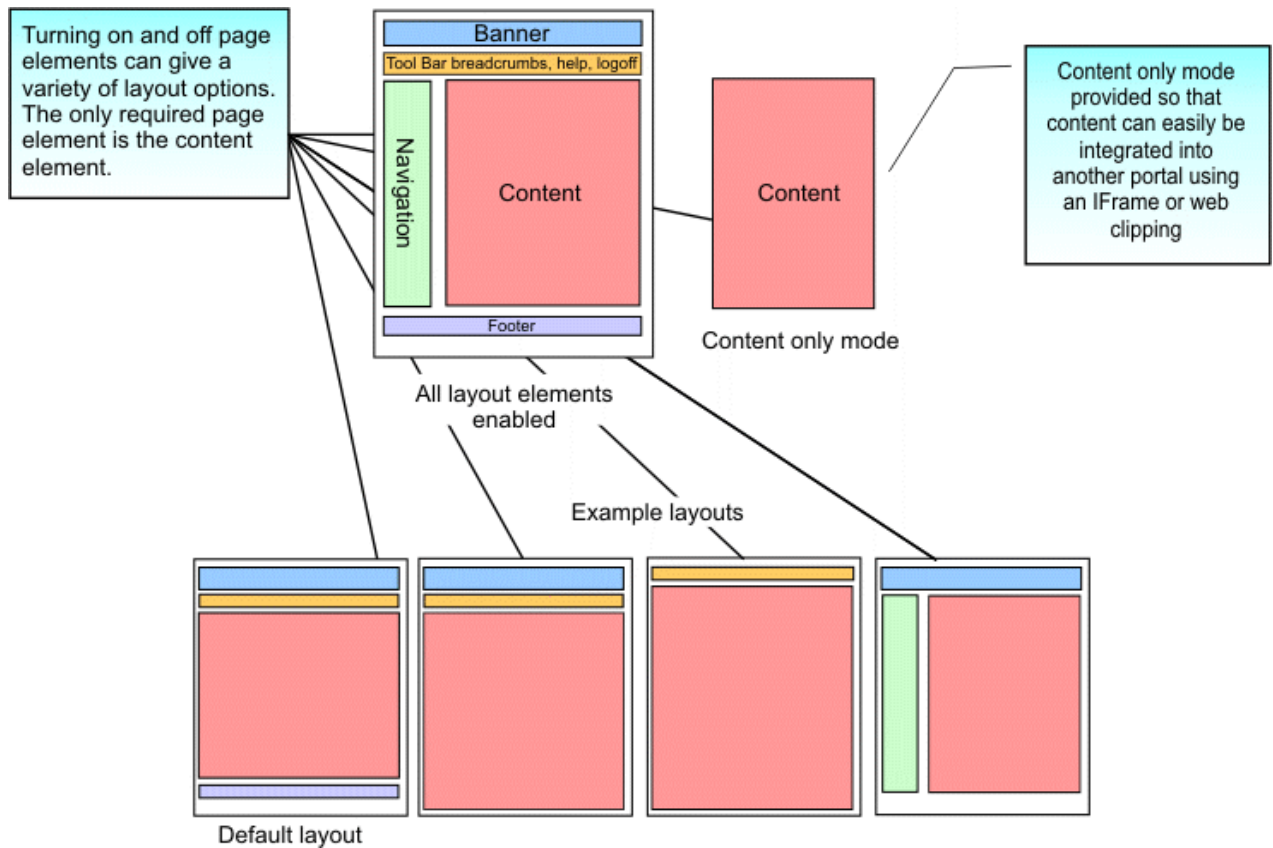 Turning on and off page
elements can give a
variety of layout options.
The only required page
element is the content
element.
Banner
Tool Bar breadcrumbs, help, logoff
Navigation
Content
Footer
All layout elements
enabled
Content
Content only mode
Content only mode
provided so that
content can easily be
integrated into
another portal using
an IFrame or web
clipping
Example layouts
Default layout